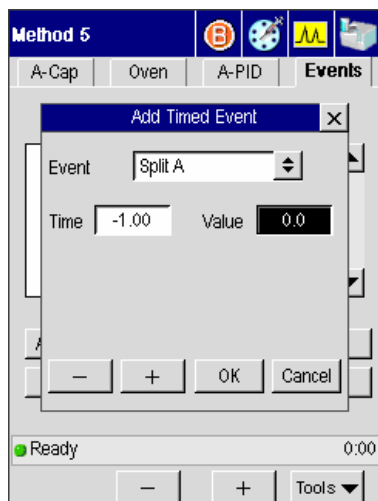 Method 5
B
A-Cap Oven A-PID Events
Add Timed Event
Event Split A
Time -1.00 Value 0.0
A
− + OK Cancel
Ready 0:00
− + Tools